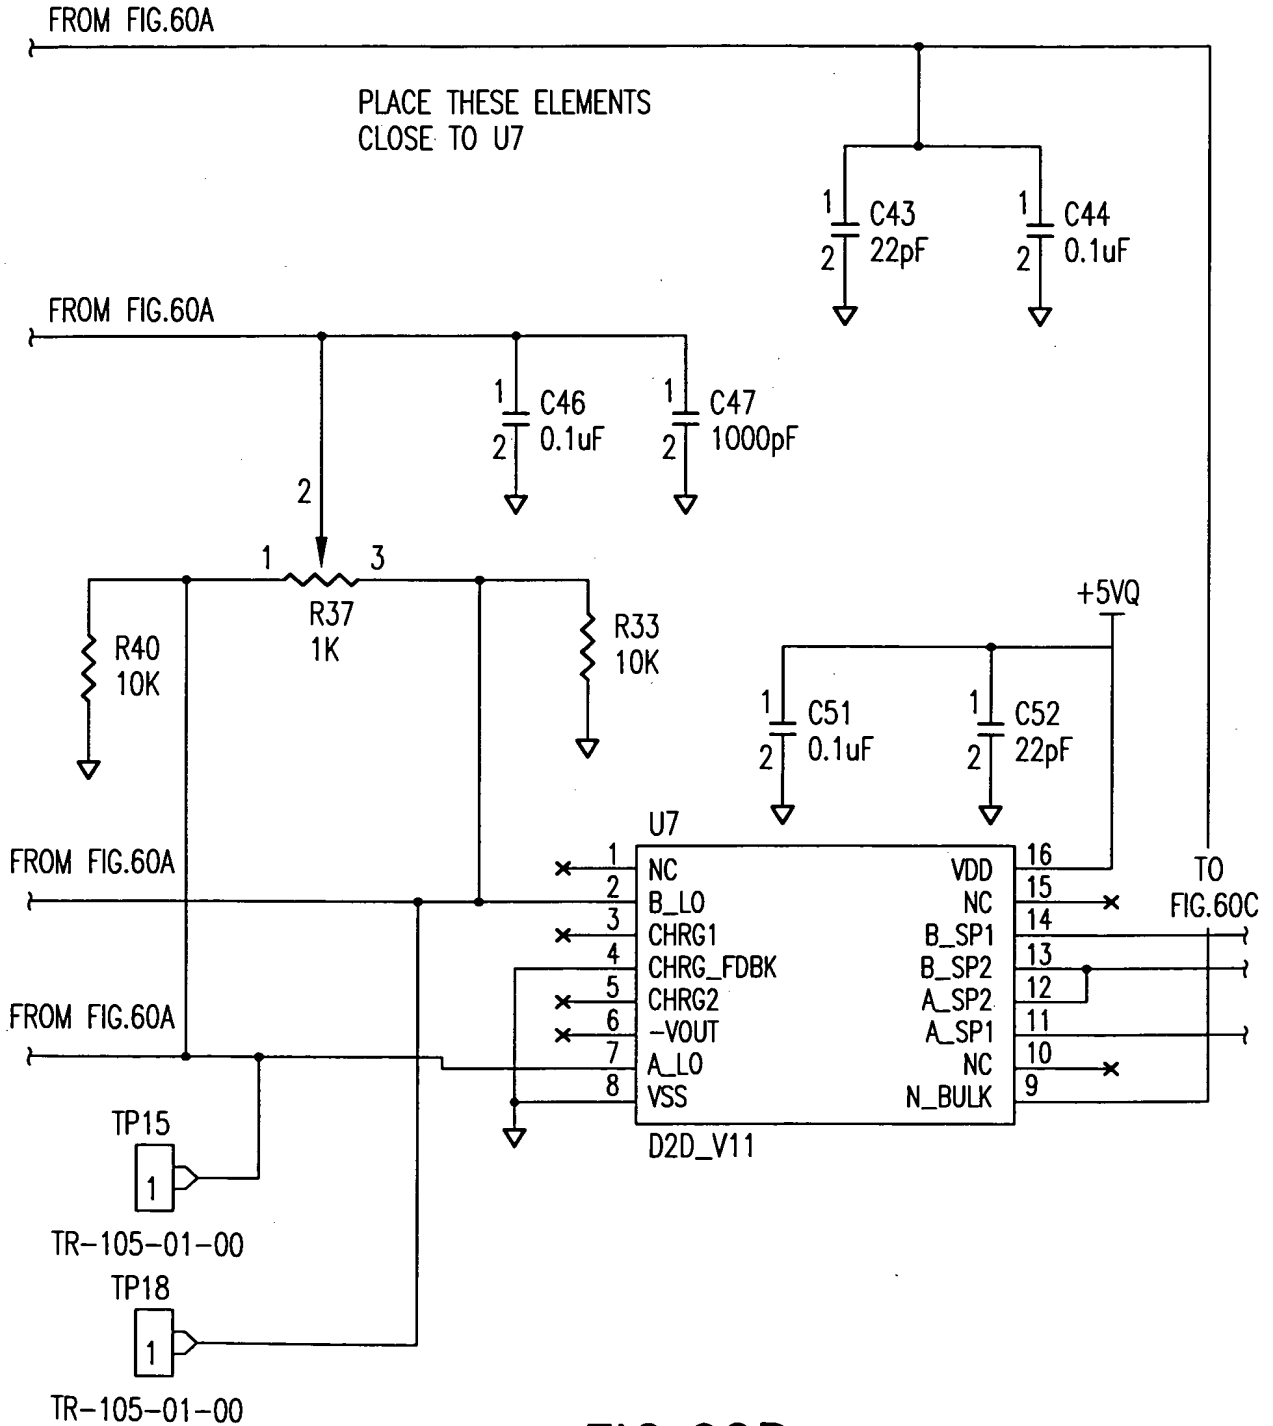 FROM FIG.60A
PLACE THESE ELEMENTS
CLOSE TO U7
1 C43
2 22pF
1 C44
2 0.1uF
FROM FIG.60A
1 C46
2 0.1uF
1 C47
2 1000pF
2
1 3
R37
1K
R40
10K
R33
10K
+5VQ
1 C51
2 0.1uF
1 C52
2 22pF
U7
FROM FIG.60A
1 NC
2 B_LO
3 CHRG1
4 CHRG_FDBK
5 CHRG2
6 -VOUT
7 A_LO
8 VSS
VDD 16
NC 15
B_SP1 14
B_SP2 13
A_SP2 12
A_SP1 11
NC 10
N_BULK 9
TO
FIG.60C
FROM FIG.60A
D2D_V11
TP15
1
TR-105-01-00
TP18
1
TR-105-01-00